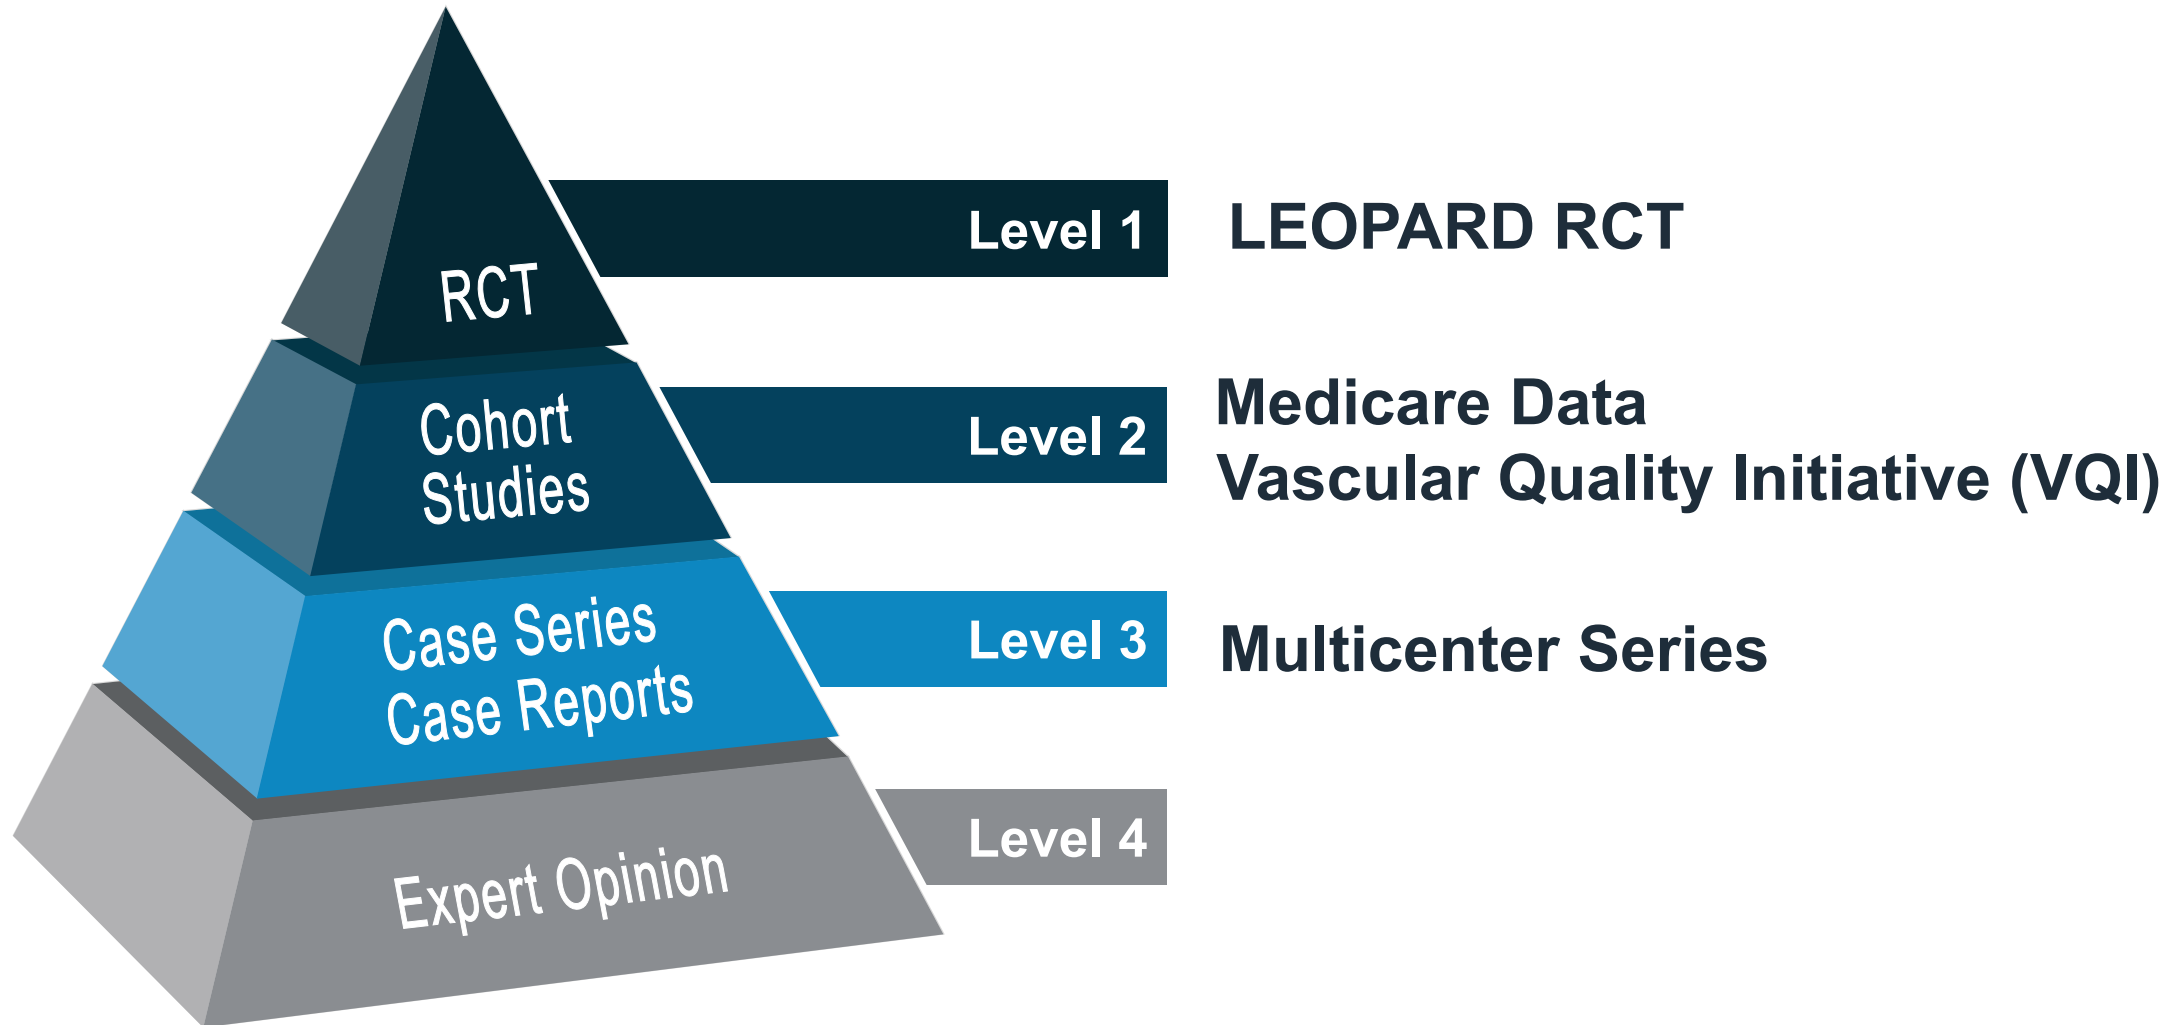 RCT
Level 1
LEOPARD RCT
Cohort
Studies
Level 2
Medicare Data
Vascular Quality Initiative (VQI)
Case Series
Case Reports
Level 3
Multicenter Series
Expert Opinion
Level 4